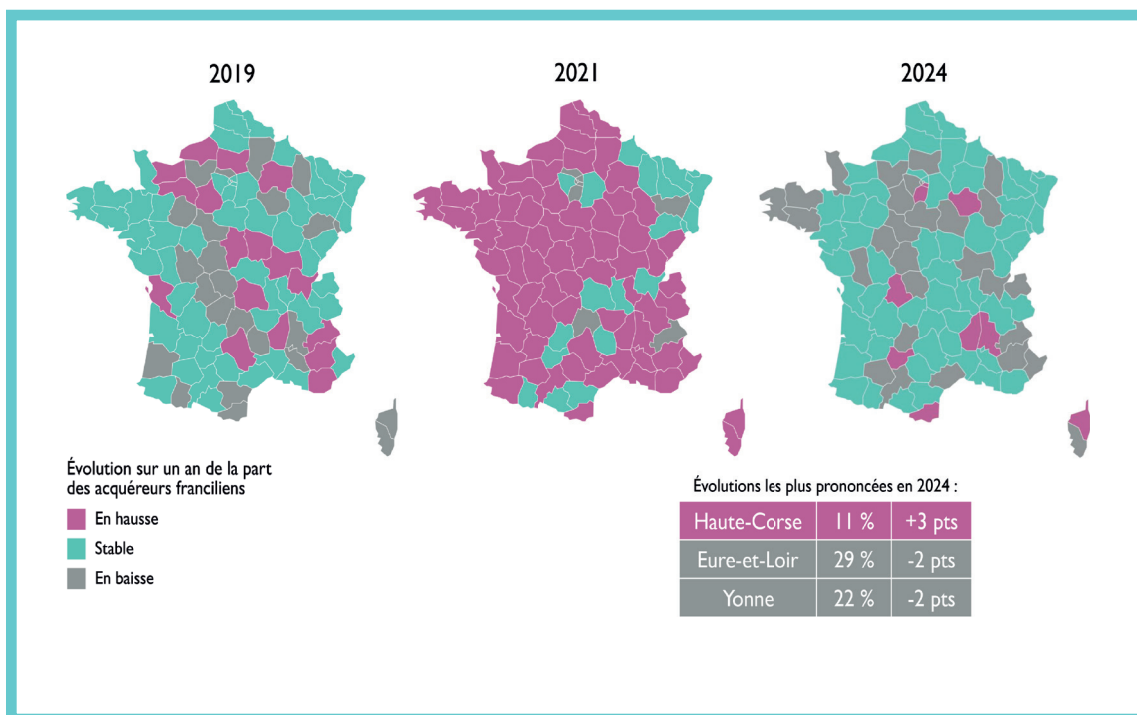 2019
2021
2024
Évolution sur un an de la part
des acquéreurs franciliens
En hausse
Stable
En baisse
Évolutions les plus prononcées en 2024 :
Haute-Corse 11 % +3 pts
Eure-et-Loir 29 % -2 pts
Yonne 22 % -2 pts